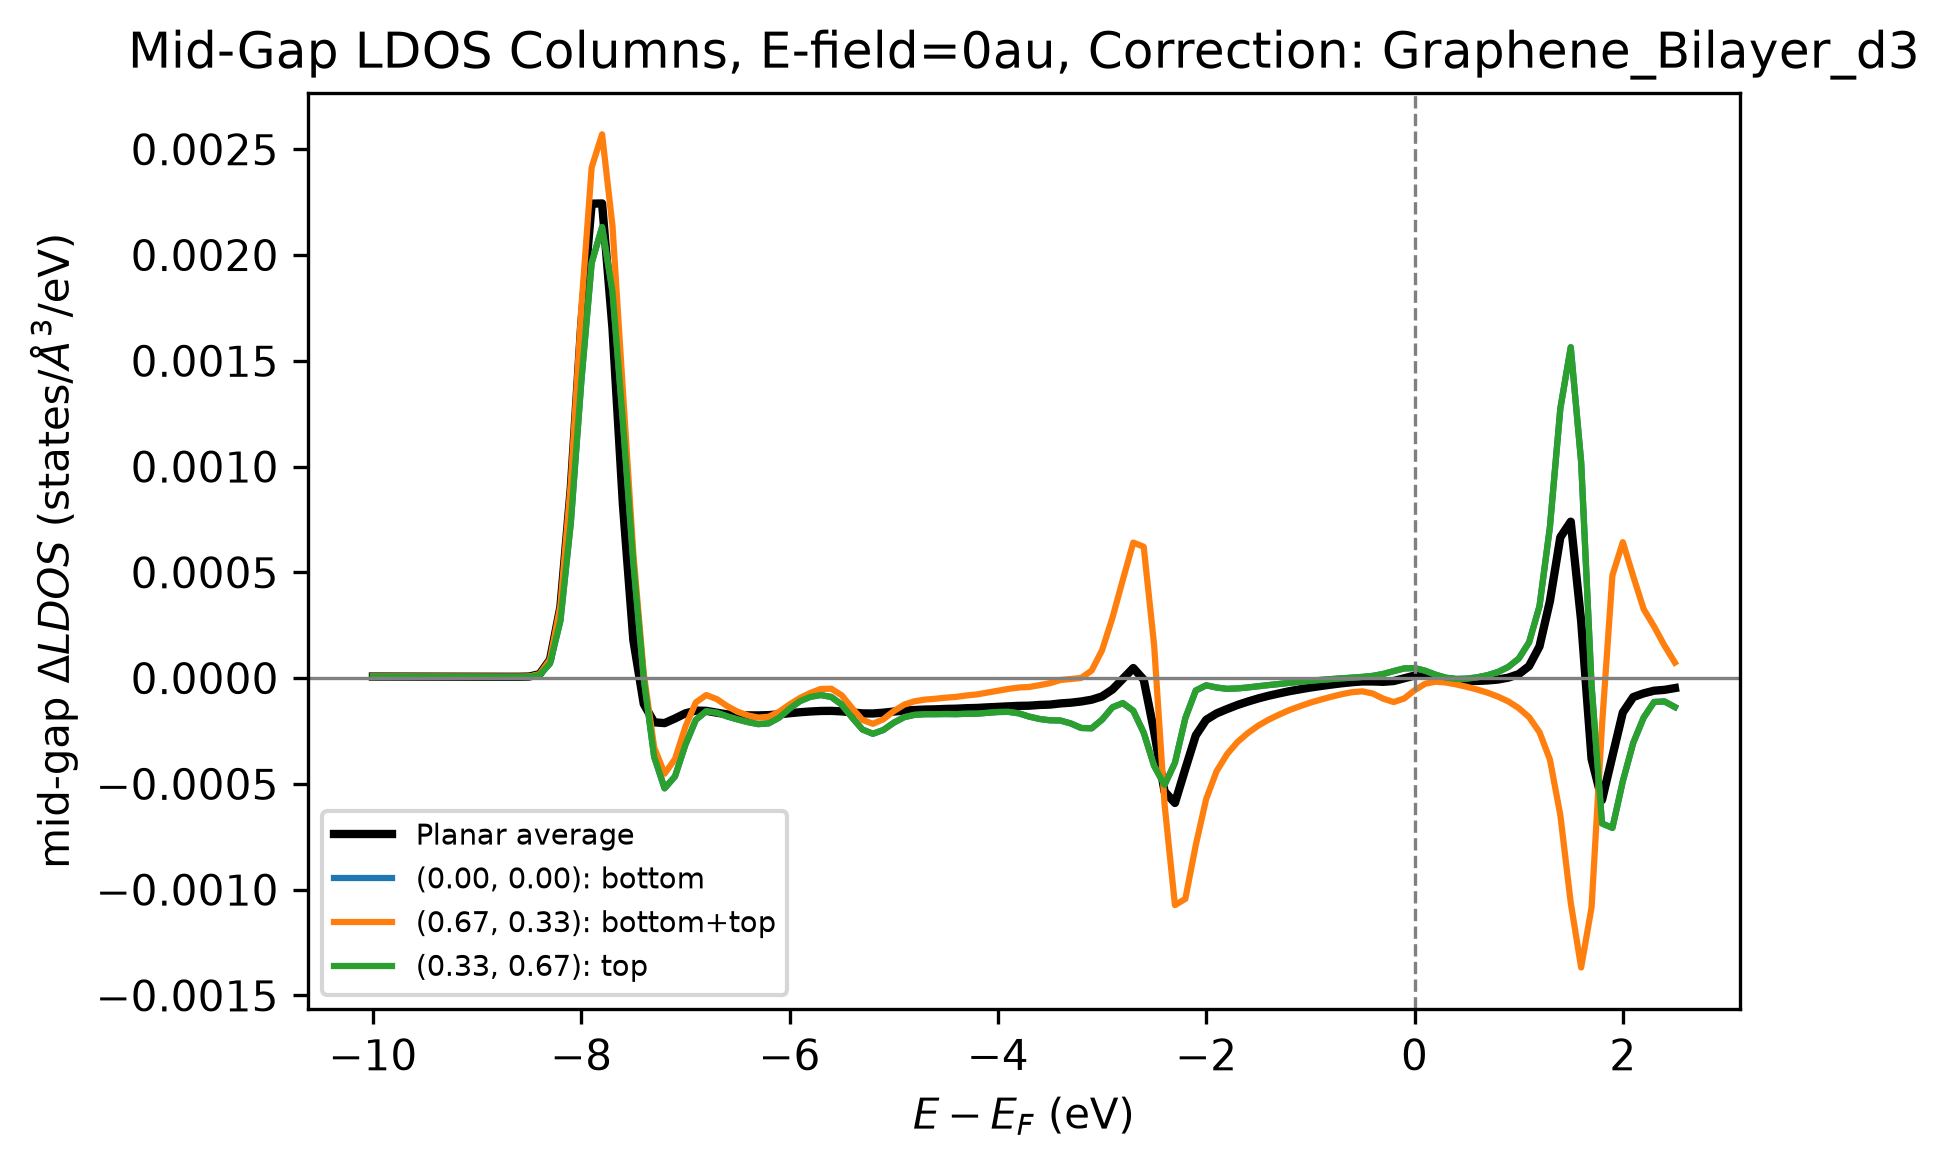 Mid-Gap LDOS Columns, E-field=0au, Correction: Graphene_Bilayer_d3
mid-gap ΔLDOS (states/Å³/eV)
0.0025
0.0020
0.0015
0.0010
0.0005
0.0000
−0.0005
−0.0010
−0.0015
Planar average
(0.00, 0.00): bottom
(0.67, 0.33): bottom+top
(0.33, 0.67): top
−10 −8 −6 −4 −2 0 2
E − E_F (eV)